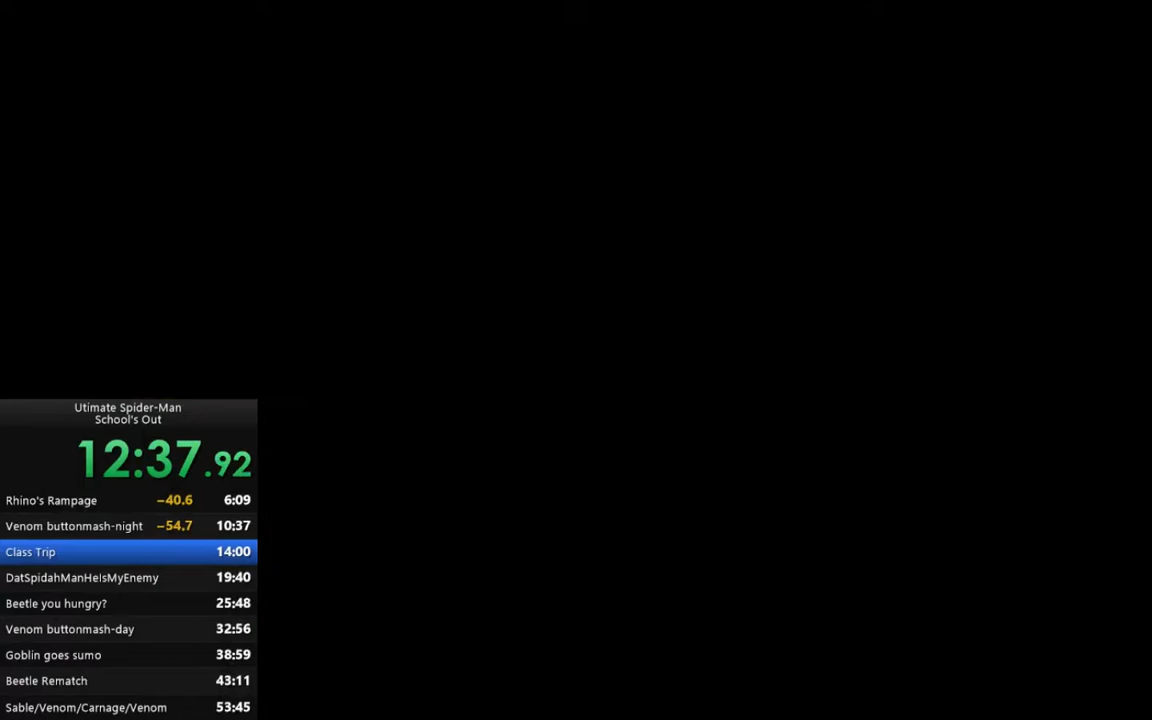 Utimate Spider-Man
School's Out
12:37.92
Rhino's Rampage −40.6 6:09
Venom buttonmash-night −54.7 10:37
Class Trip 14:00
DatSpidahManHeIsMyEnemy 19:40
Beetle you hungry? 25:48
Venom buttonmash-day 32:56
Goblin goes sumo 38:59
Beetle Rematch 43:11
Sable/Venom/Carnage/Venom 53:45